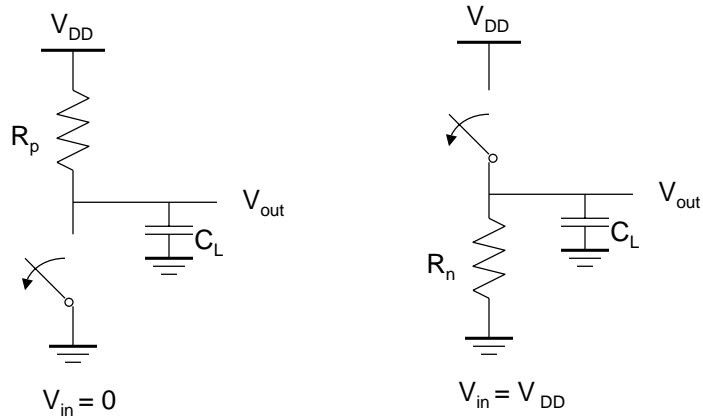 V_DD
R_p
V_out
C_L
V_in = 0
V_DD
V_out
R_n
C_L
V_in = V_DD